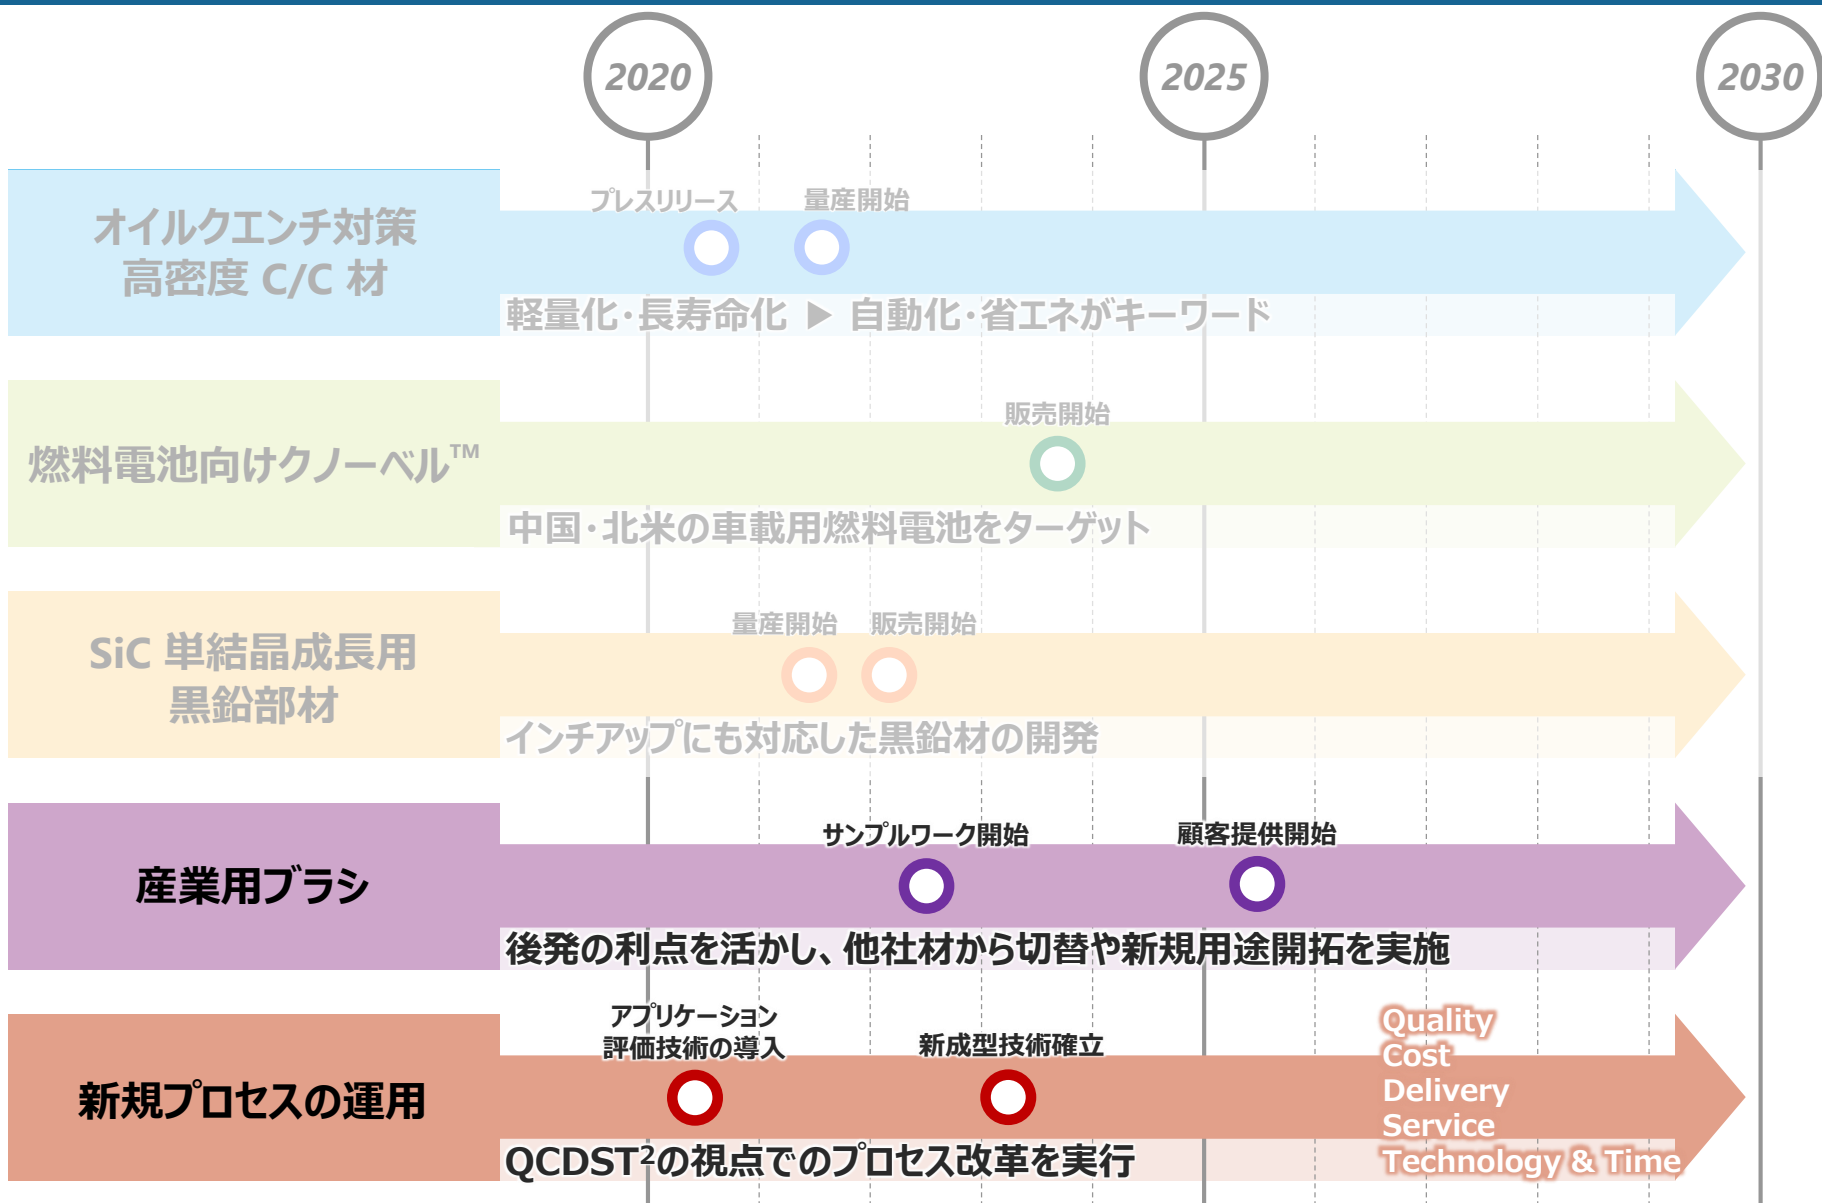 2020
2025
2030
オイルクエンチ対策
高密度 C/C 材
プレスリリース
量産開始
軽量化・長寿命化 ▶ 自動化・省エネがキーワード
燃料電池向けクノーベル™
販売開始
中国・北米の車載用燃料電池をターゲット
SiC 単結晶成長用
黒鉛部材
量産開始
販売開始
インチアップにも対応した黒鉛材の開発
産業用ブラシ
サンプルワーク開始
顧客提供開始
後発の利点を活かし、他社材から切替や新規用途開拓を実施
新規プロセスの運用
アプリケーション
評価技術の導入
新成型技術確立
Quality
Cost
Delivery
Service
Technology & Time
QCDST²の視点でのプロセス改革を実行